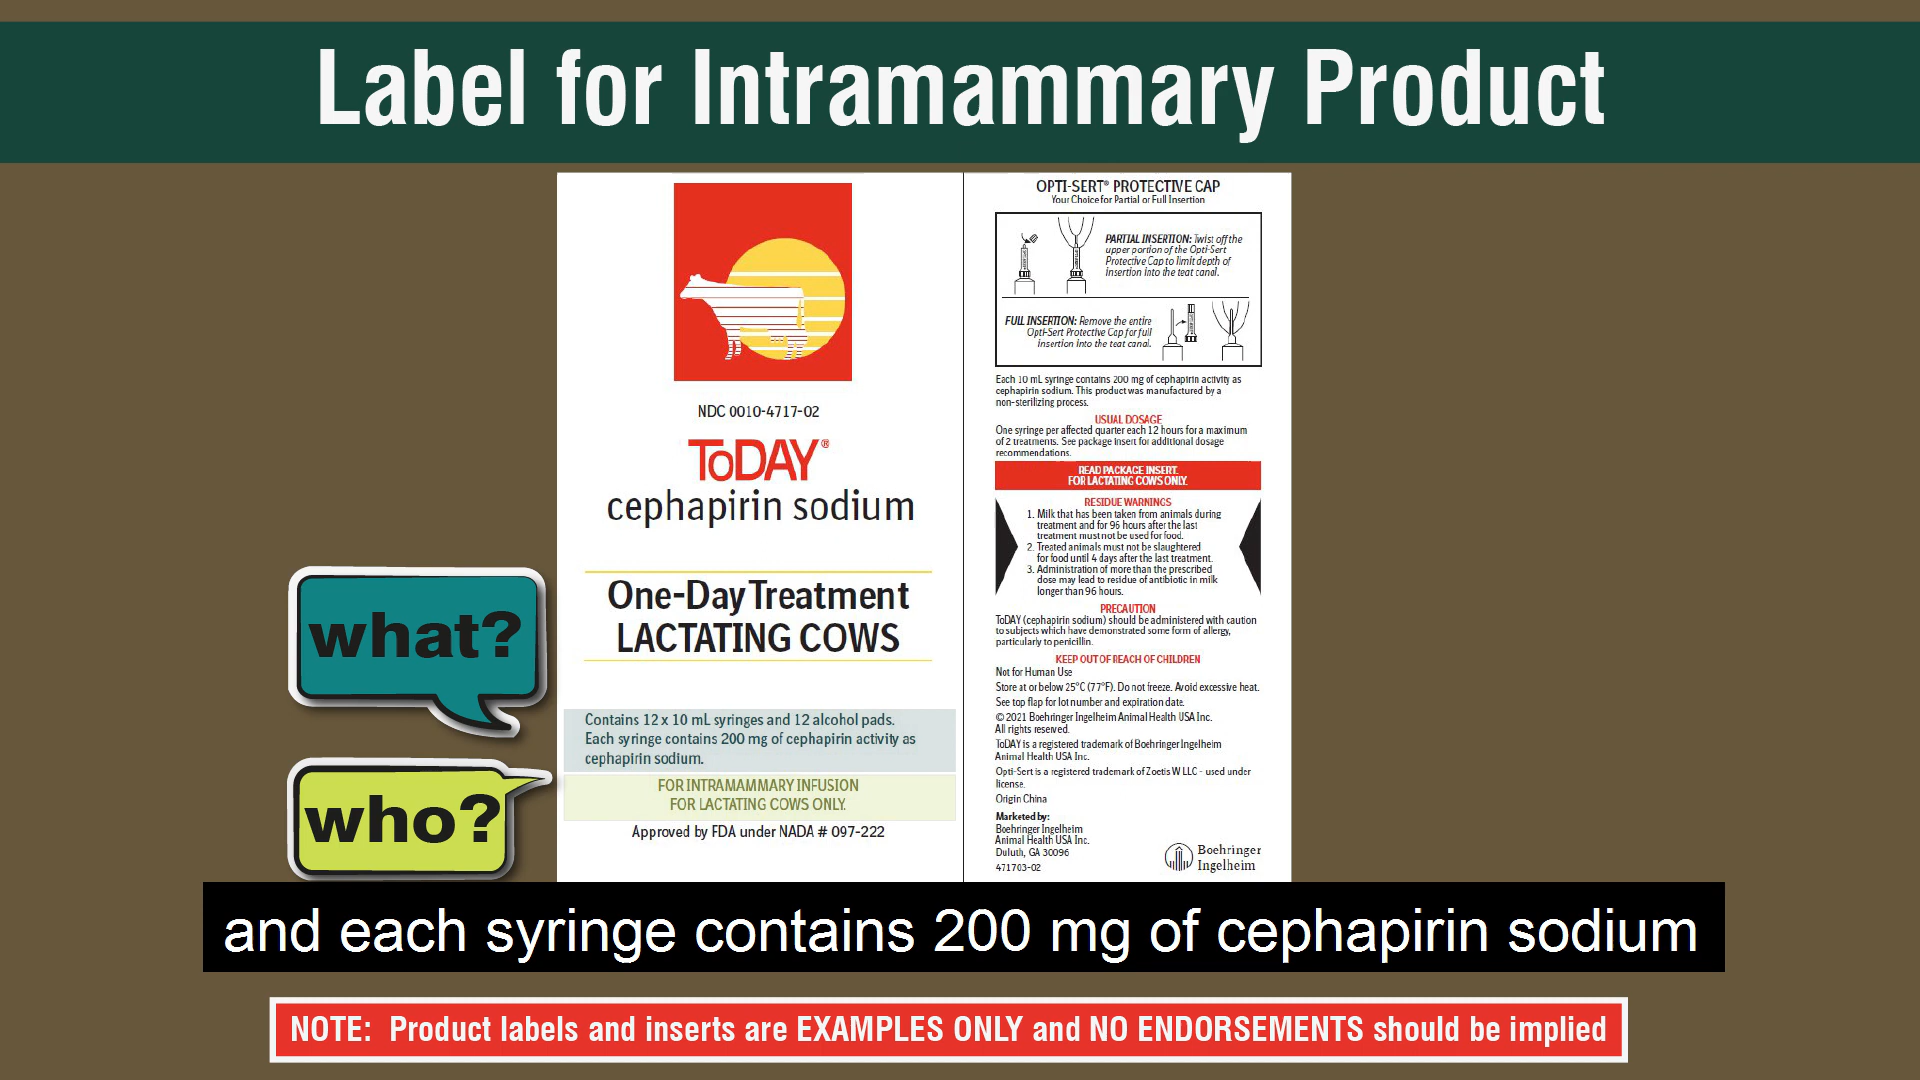 Label for Intramammary Product
NDC 0010-4717-02
ToDAY®
cephapirin sodium
One-Day Treatment
LACTATING COWS
what?
Contains 12 x 10 mL syringes and 12 alcohol pads.
Each syringe contains 200 mg of cephapirin activity as
cephapirin sodium.
who?
FOR INTRAMAMMARY INFUSION
FOR LACTATING COWS ONLY.
Approved by FDA under NADA # 097-222
OPTI-SERT® PROTECTIVE CAP
Your Choice for Partial or Full Insertion
PARTIAL INSERTION: Twist off the
upper portion of the Opti-Sert
Protective Cap to limit depth of
insertion into the teat canal.
FULL INSERTION: Remove the entire
Opti-Sert Protective Cap for full
insertion into the teat canal.
Each 10 mL syringe contains 200 mg of cephapirin activity as
cephapirin sodium. This product was manufactured by a
non-sterilizing process.
USUAL DOSAGE
One syringe per affected quarter each 12 hours for a maximum
of 2 treatments. See package insert for additional dosage
recommendations.
READ PACKAGE INSERT.
FOR LACTATING COWS ONLY.
RESIDUE WARNINGS
1. Milk that has been taken from animals during
treatment and for 96 hours after the last
treatment must not be used for food.
2. Treated animals must not be slaughtered
for food until 4 days after the last treatment.
3. Administration of more than the prescribed
dose may lead to residue of antibiotic in milk
longer than 96 hours.
PRECAUTION
ToDAY (cephapirin sodium) should be administered with caution
to subjects which have demonstrated some form of allergy,
particularly to penicillin.
KEEP OUT OF REACH OF CHILDREN
Not for Human Use
Store at or below 25°C (77°F). Do not freeze. Avoid excessive heat.
See top flap for lot number and expiration date.
© 2021 Boehringer Ingelheim Animal Health USA Inc.
All rights reserved.
ToDAY is a registered trademark of Boehringer Ingelheim
Animal Health USA Inc.
Opti-Sert is a registered trademark of Zoetis W LLC - used under
license.
Origin China
Marketed by:
Boehringer Ingelheim
Animal Health USA Inc.
Duluth, GA 30096
471703-02
Boehringer
Ingelheim
and each syringe contains 200 mg of cephapirin sodium
NOTE: Product labels and inserts are EXAMPLES ONLY and NO ENDORSEMENTS should be implied